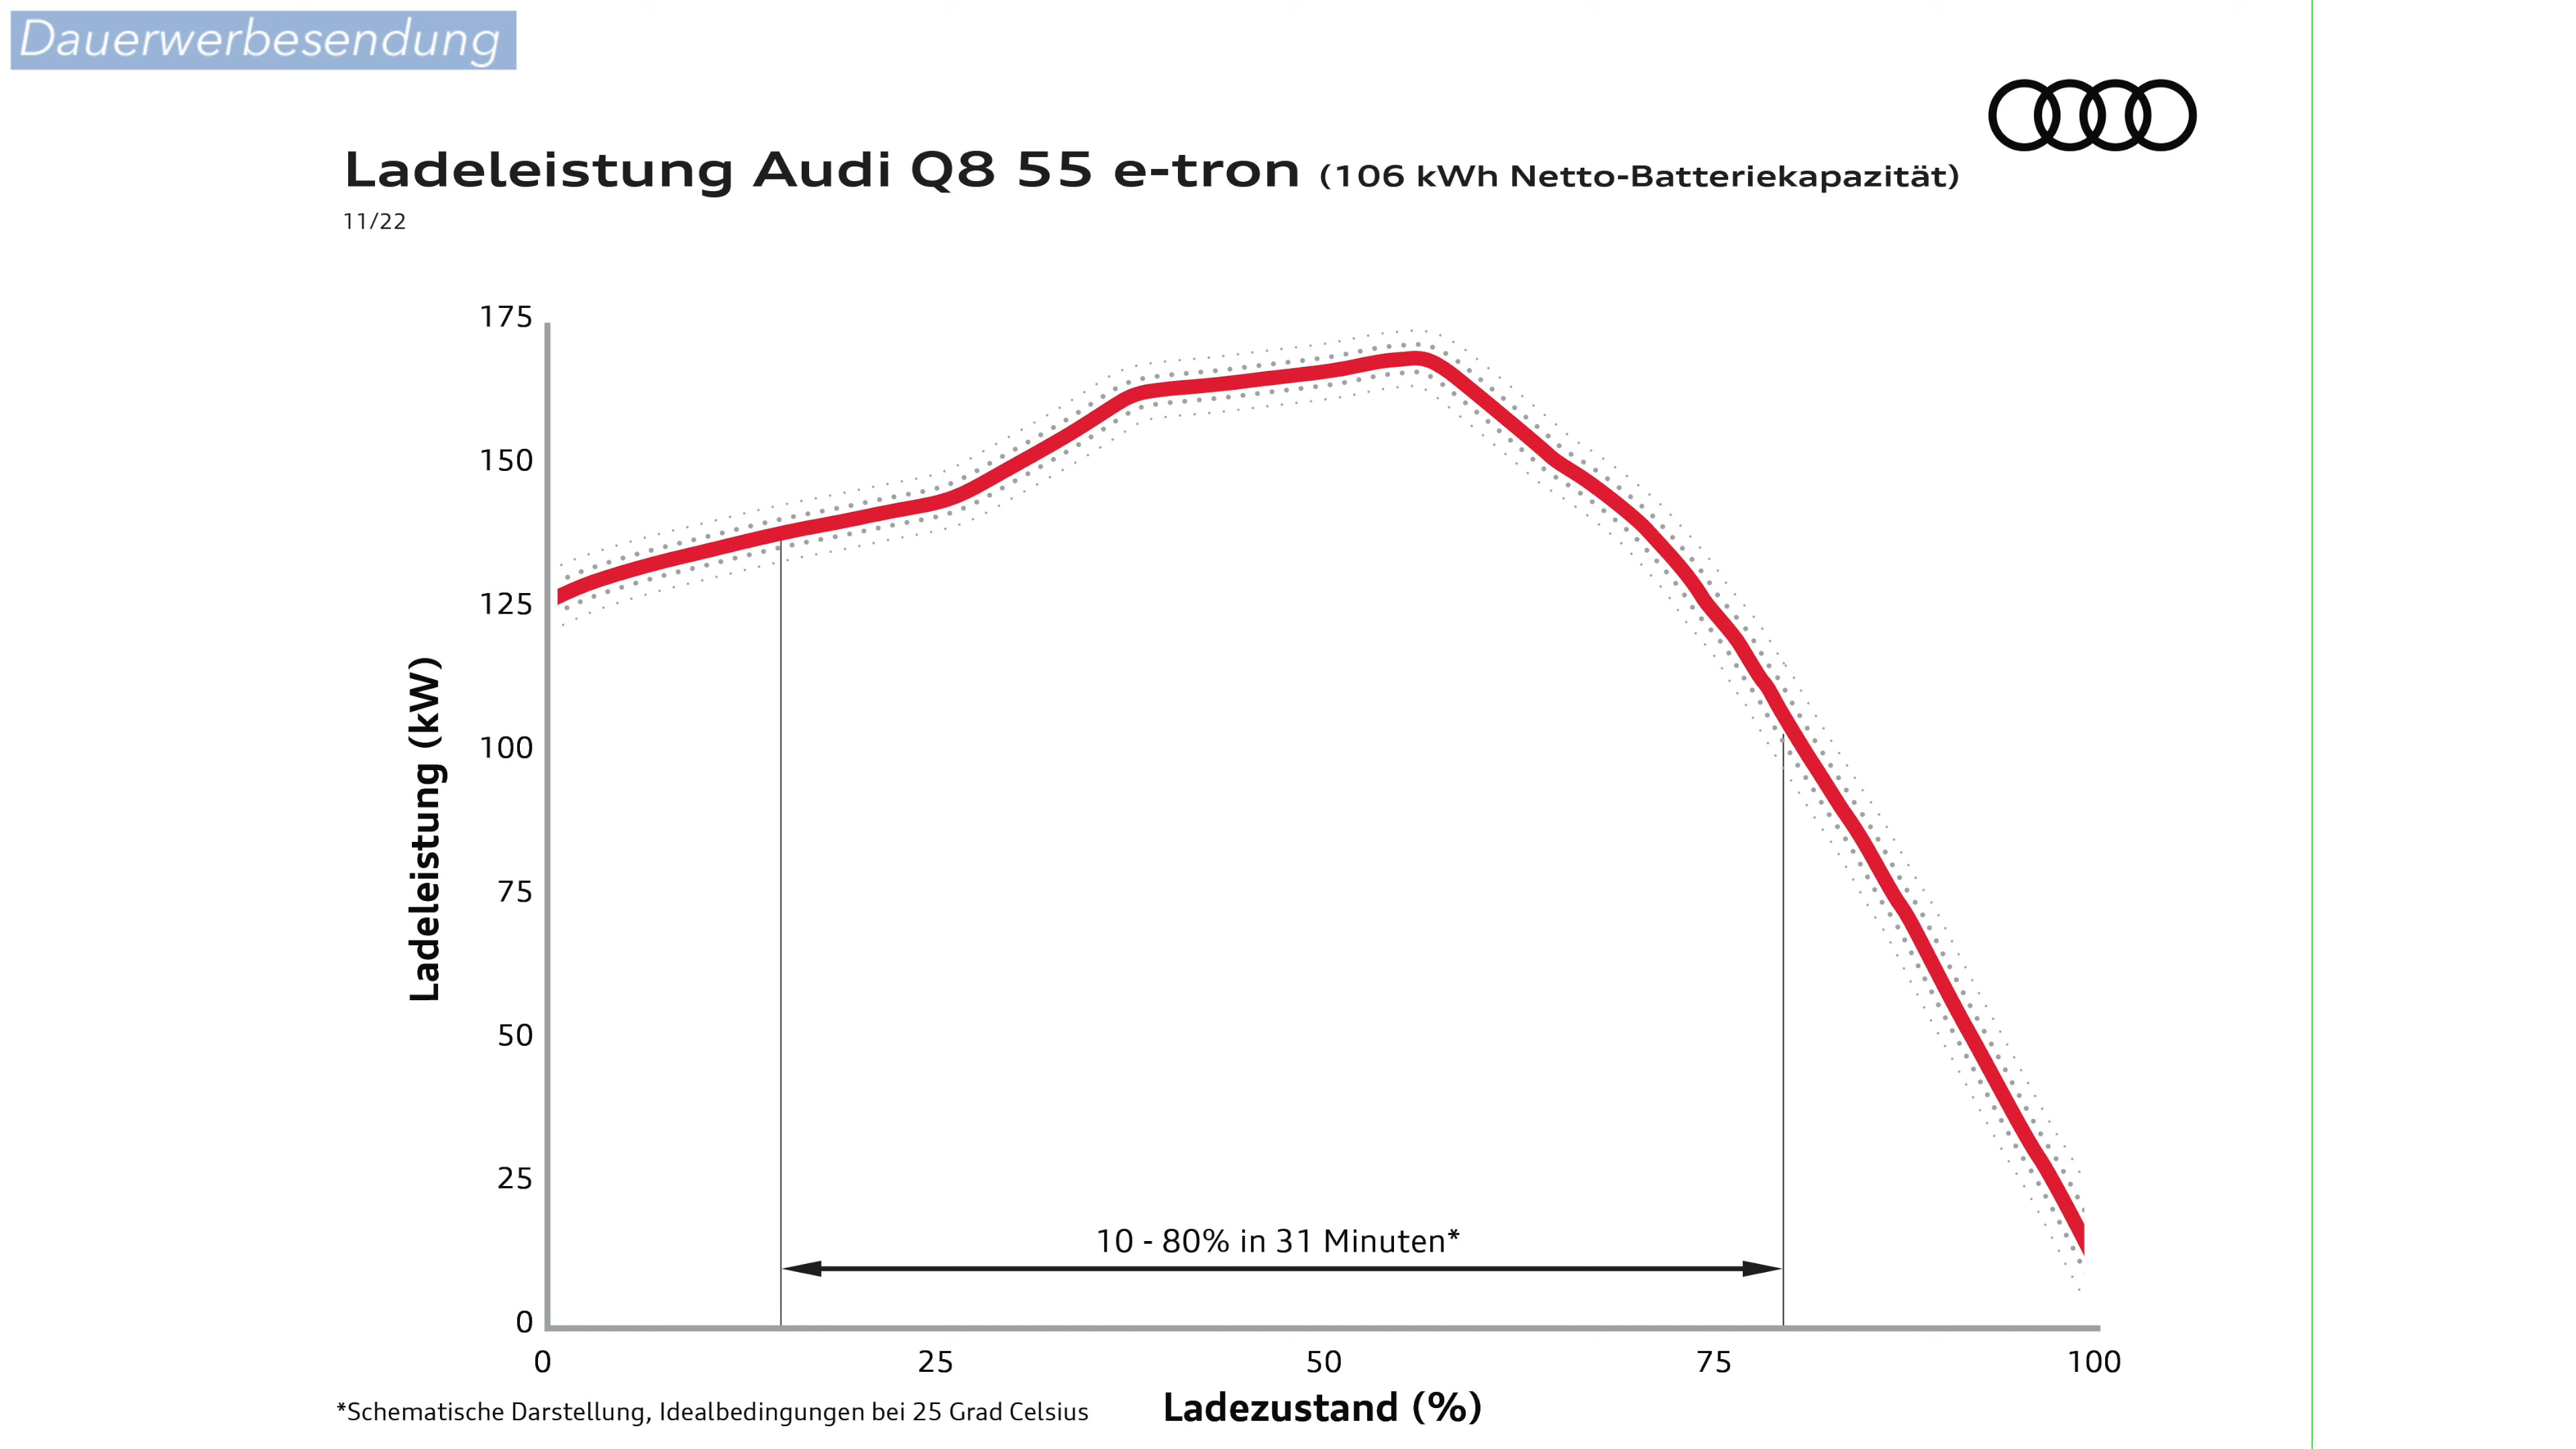 Dauerwerbesendung
Ladeleistung Audi Q8 55 e-tron (106 kWh Netto-Batteriekapazität)
11/22
175
150
125
100
75
50
25
0
Ladeleistung (kW)
10 - 80% in 31 Minuten*
0 25 50 75 100
Ladezustand (%)
*Schematische Darstellung, Idealbedingungen bei 25 Grad Celsius